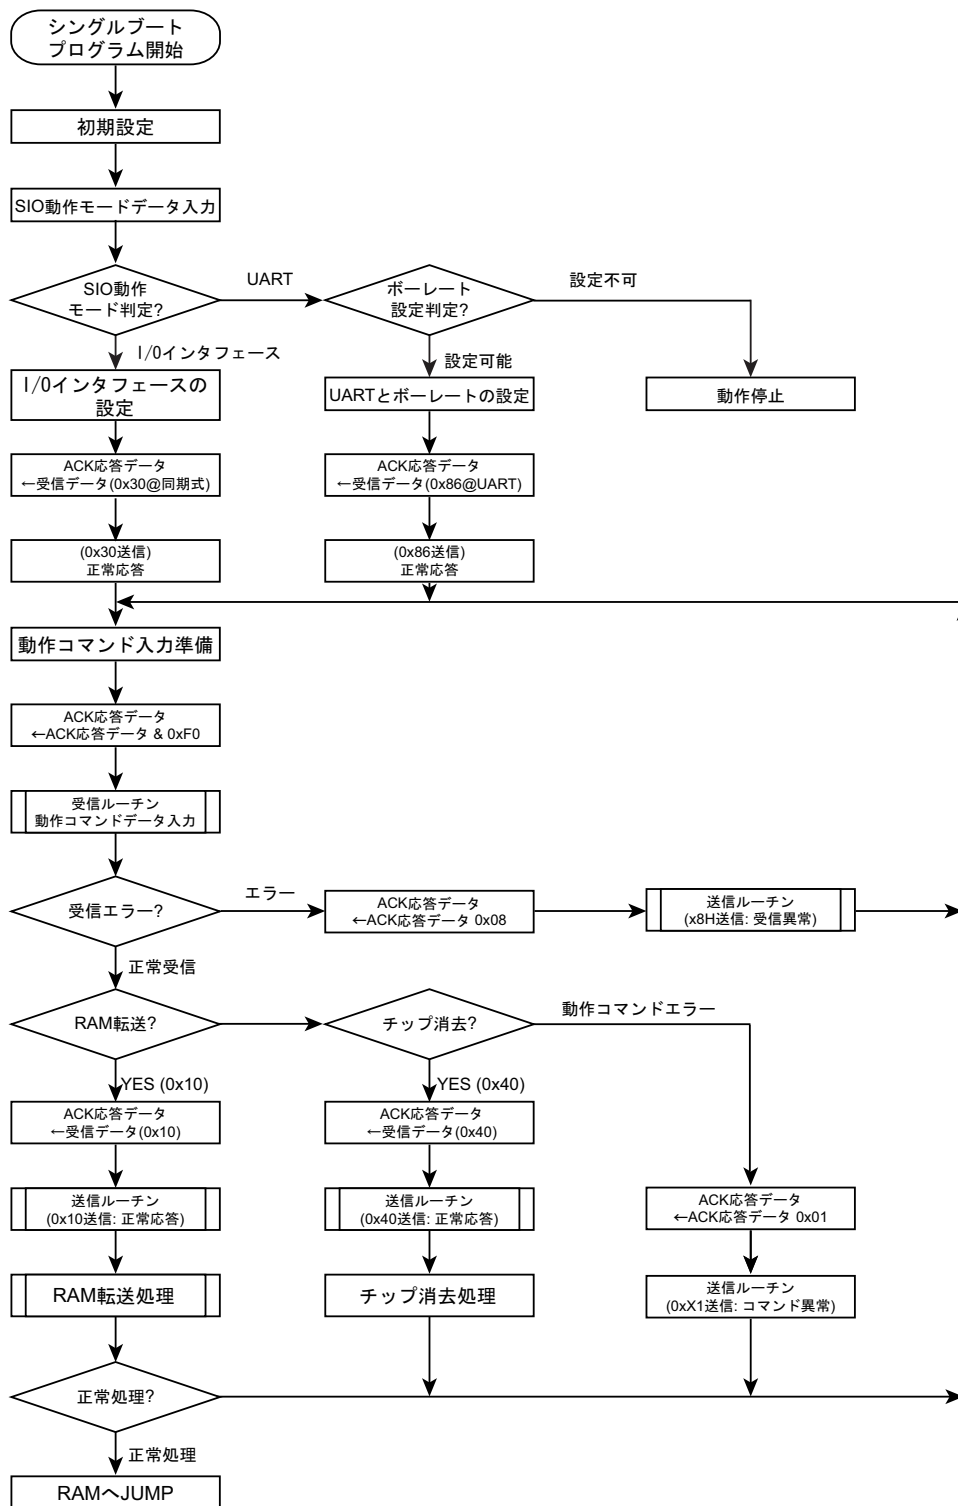 シングルブート
プログラム開始
初期設定
SIO動作モードデータ入力
SIO動作
モード判定?
UART
ボーレート
設定判定?
設定不可
I/Oインタフェース
設定可能
I/Oインタフェースの
設定
UARTとボーレートの設定
動作停止
ACK応答データ
←受信データ(0x30@同期式)
ACK応答データ
←受信データ(0x86@UART)
(0x30送信)
正常応答
(0x86送信)
正常応答
動作コマンド入力準備
ACK応答データ
←ACK応答データ & 0xF0
受信ルーチン
動作コマンドデータ入力
受信エラー?
エラー
ACK応答データ
←ACK応答データ 0x08
送信ルーチン
(x8H送信: 受信異常)
正常受信
RAM転送?
チップ消去?
動作コマンドエラー
YES (0x10)
YES (0x40)
ACK応答データ
←受信データ(0x10)
ACK応答データ
←受信データ(0x40)
送信ルーチン
(0x10送信: 正常応答)
送信ルーチン
(0x40送信: 正常応答)
ACK応答データ
←ACK応答データ 0x01
RAM転送処理
チップ消去処理
送信ルーチン
(0xX1送信: コマンド異常)
正常処理?
正常処理
RAMへJUMP